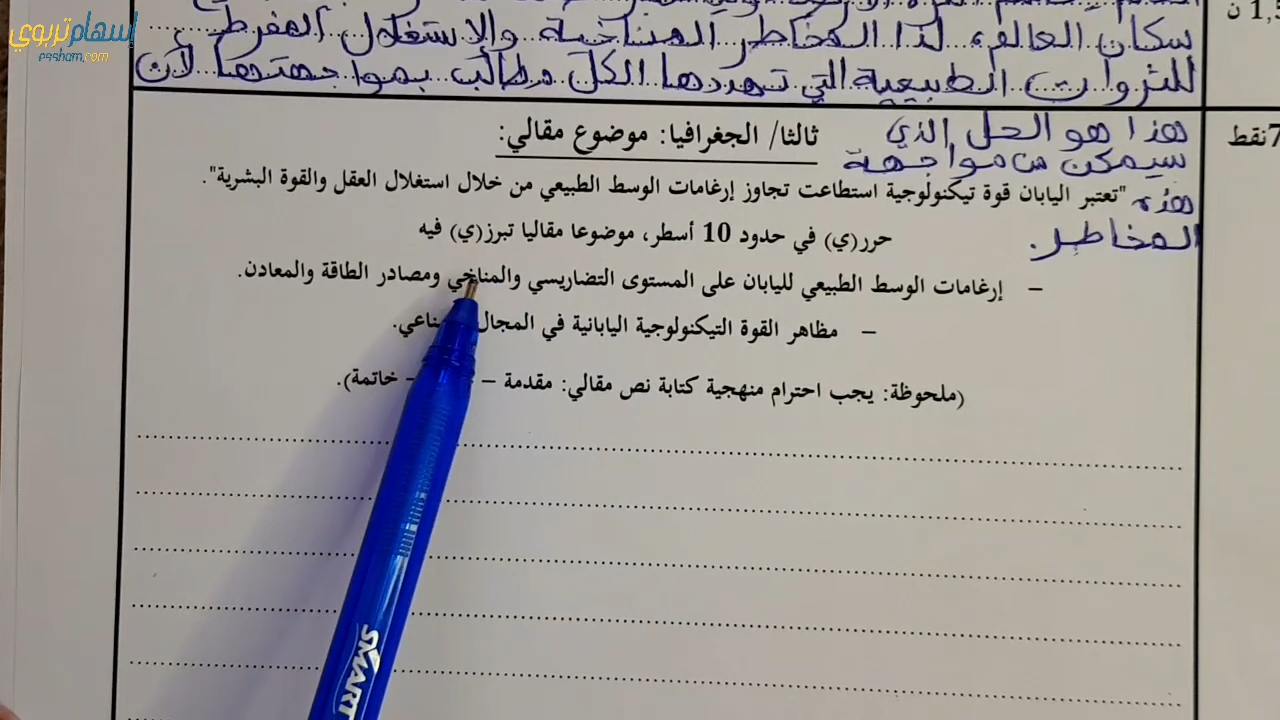 إسهام تربوي
essham.com
1,5 ن
سكان العالم، لذا المخاطر المناخية والاستغلال المفرط
للثروات الطبيعية التي تهددها الكل مطالب بمواجهتها لأن
هذا هو الحل الذي
سيمكن من مواجهة
هذه
المخاطر.
7نقط
ثالثا/ الجغرافيا: موضوع مقالي:
"تعتبر اليابان قوة تيكنولوجية استطاعت تجاوز إرغامات الوسط الطبيعي من خلال استغلال العقل والقوة البشرية".
حرر(ي) في حدود 10 أسطر، موضوعا مقاليا تبرز(ي) فيه
– إرغامات الوسط الطبيعي لليابان على المستوى التضاريسي والمناخي ومصادر الطاقة والمعادن.
– مظاهر القوة التيكنولوجية اليابانية في المجال
(ملحوظة: يجب احترام منهجية كتابة نص مقالي: مقدمة – – خاتمة).
SMART